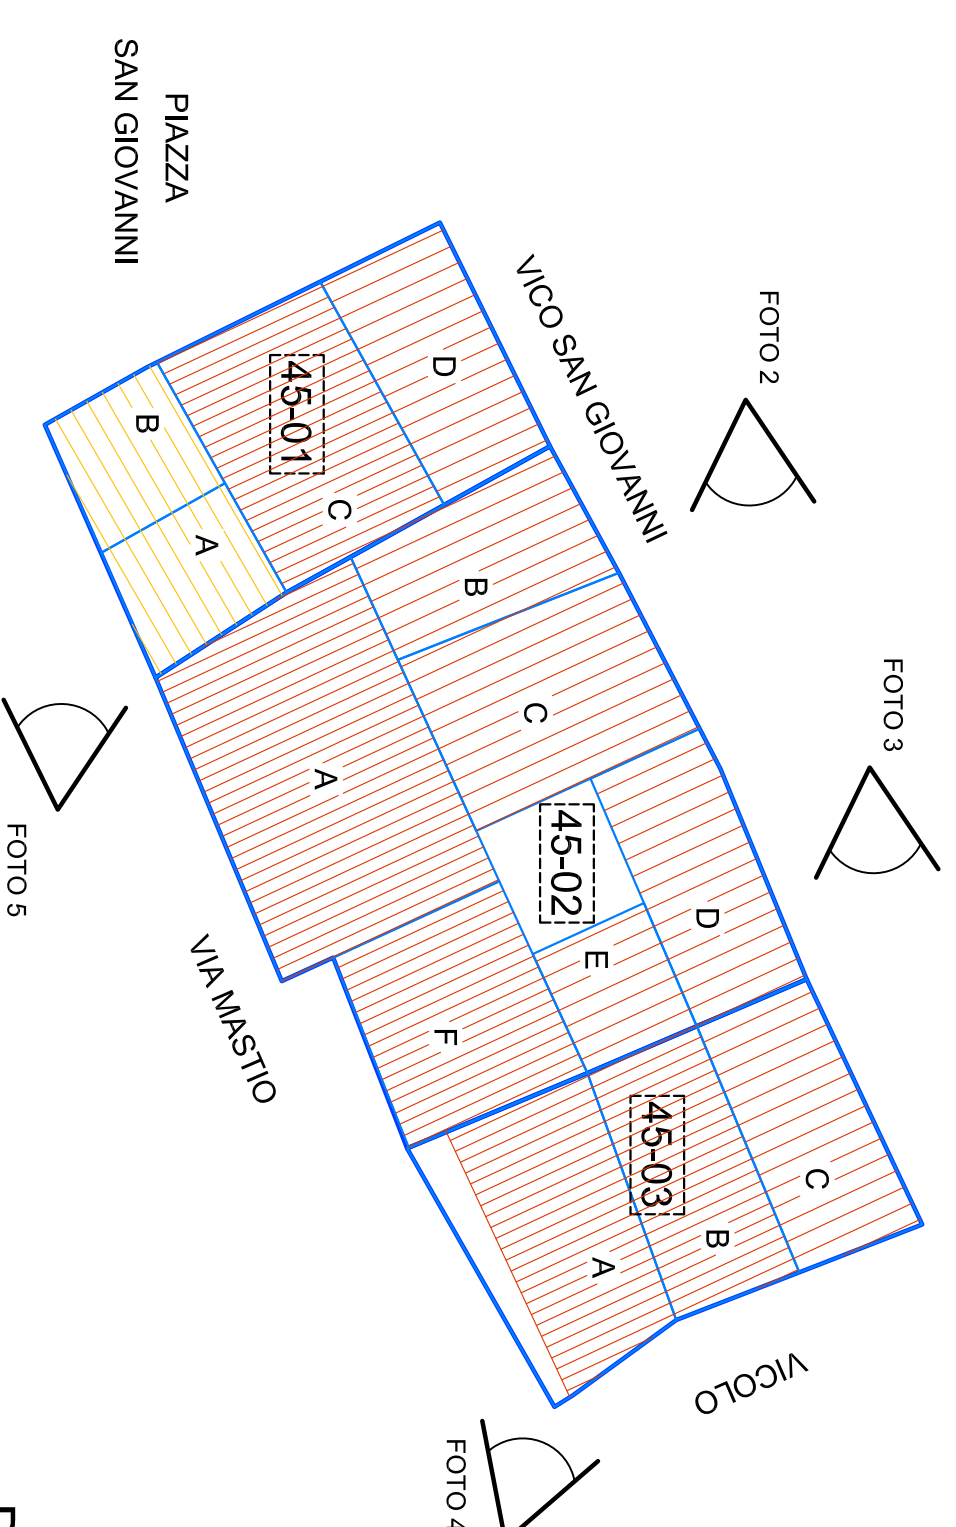 PIAZZA
SAN GIOVANNI
VICO SAN GIOVANNI
FOTO 2
FOTO 3
D
45-01
C
B
A
B
C
45-02
D
E
A
F
45-03
C
B
A
FOTO 5
VIA MASTIO
VICOLO
FOTO 4